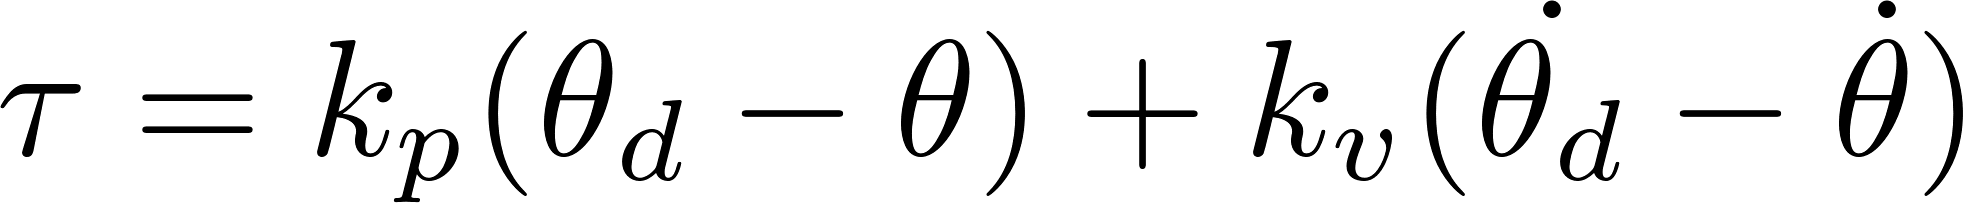 τ = k_p(θ_d − θ) + k_v(θ̇_d − θ̇)